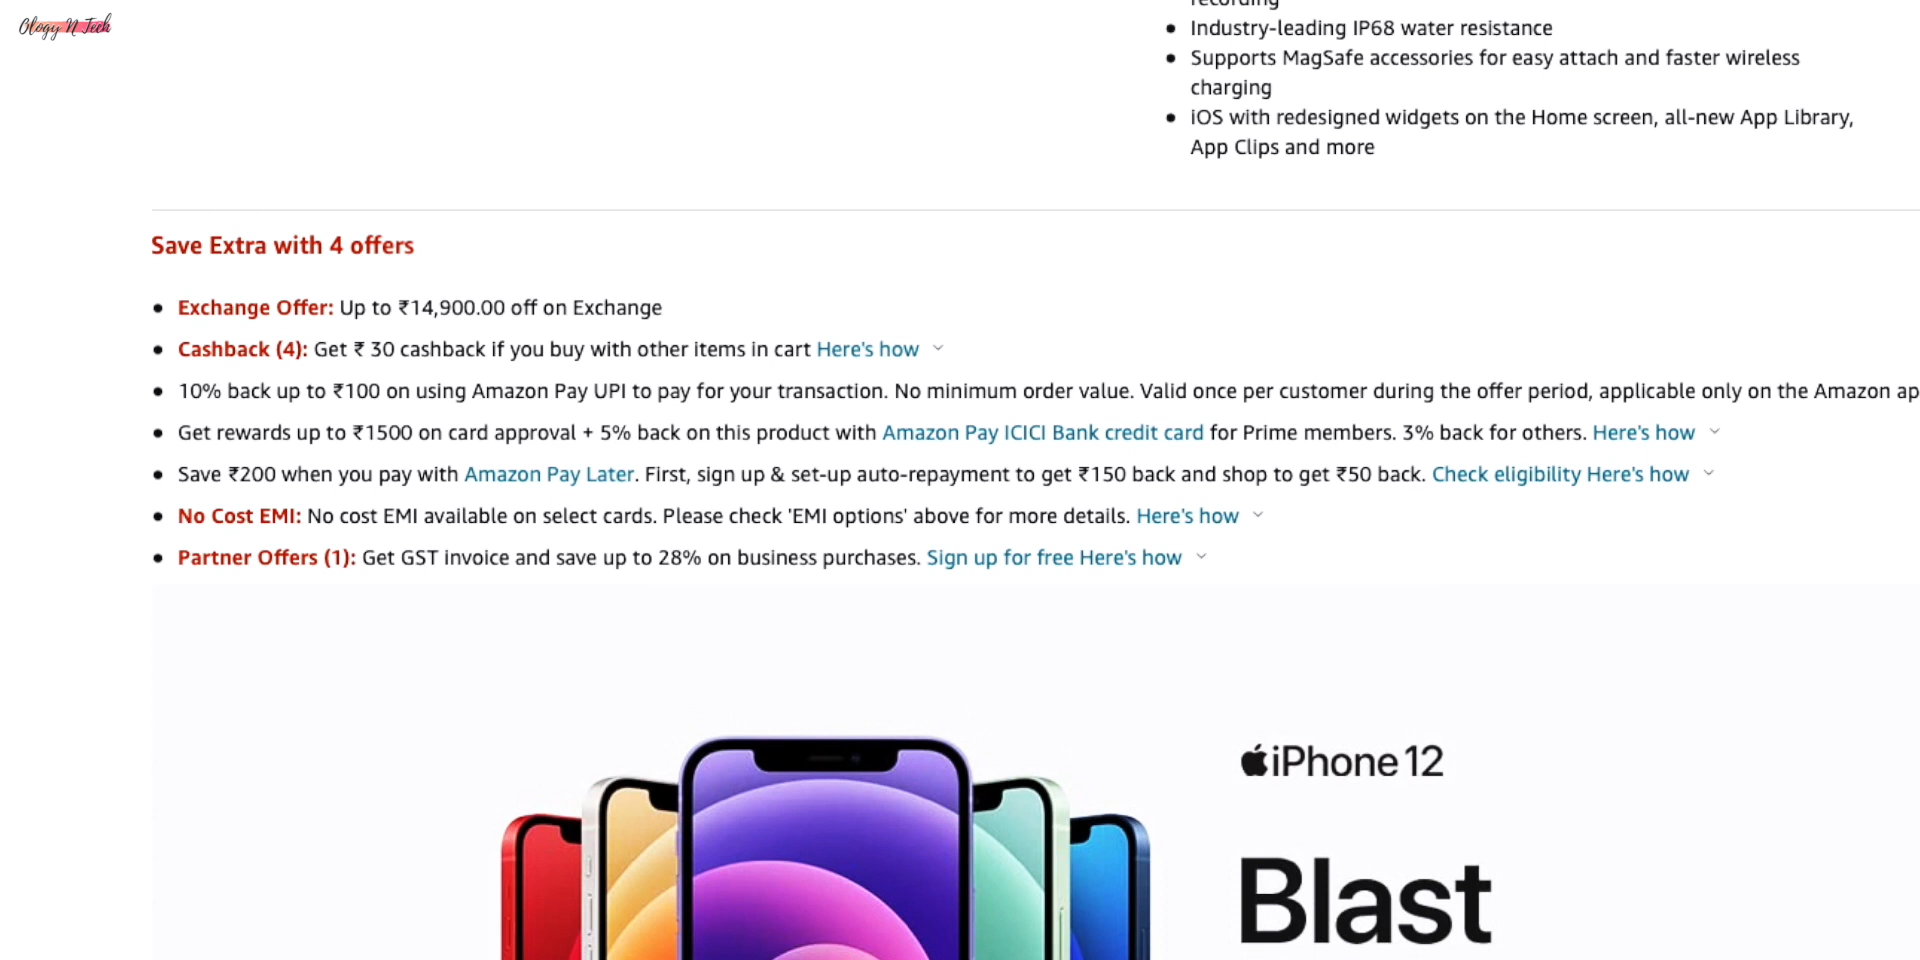 Ology N Tech
Industry-leading IP68 water resistance
Supports MagSafe accessories for easy attach and faster wireless
charging
iOS with redesigned widgets on the Home screen, all-new App Library,
App Clips and more
Save Extra with 4 offers
Exchange Offer: Up to ₹14,900.00 off on Exchange
Cashback (4): Get ₹ 30 cashback if you buy with other items in cart Here's how
10% back up to ₹100 on using Amazon Pay UPI to pay for your transaction. No minimum order value. Valid once per customer during the offer period, applicable only on the Amazon
Get rewards up to ₹1500 on card approval + 5% back on this product with Amazon Pay ICICI Bank credit card for Prime members. 3% back for others. Here's how
Save ₹200 when you pay with Amazon Pay Later. First, sign up & set-up auto-repayment to get ₹150 back and shop to get ₹50 back. Check eligibility Here's how
No Cost EMI: No cost EMI available on select cards. Please check 'EMI options' above for more details. Here's how
Partner Offers (1): Get GST invoice and save up to 28% on business purchases. Sign up for free Here's how
iPhone 12
Blast